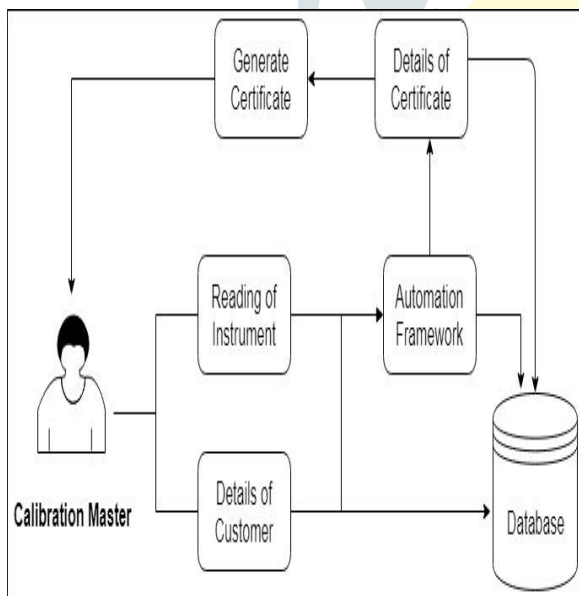 Generate
Certificate
Details of
Certificate
Reading of
Instrument
Automation
Framework
Calibration Master
Details of
Customer
Database